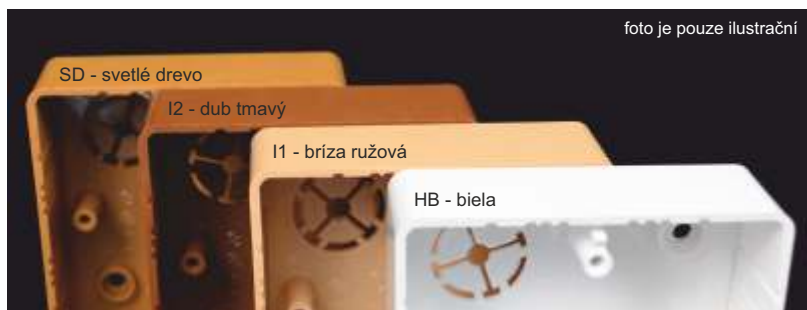 foto je pouze ilustrační
SD - svetlé drevo
I2 - dub tmavý
I1 - bríza ružová
HB - biela